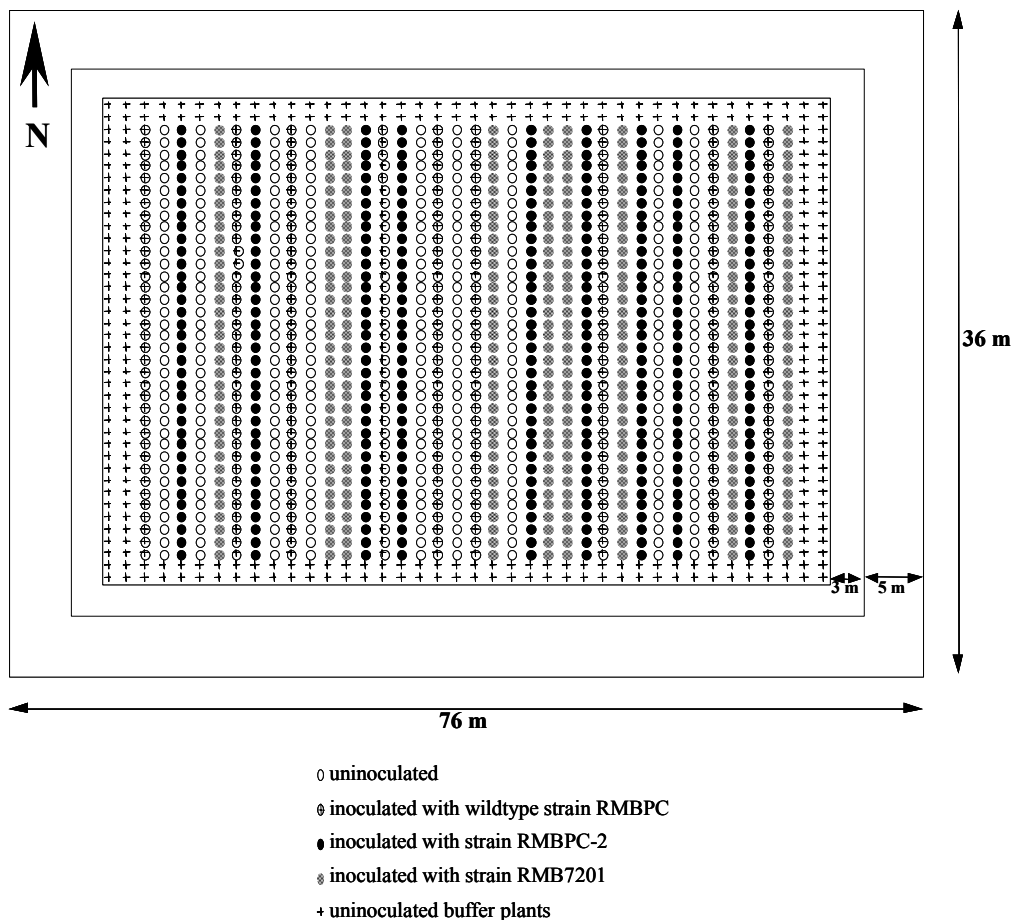 N
36 m
3 m
5 m
76 m
uninoculated
inoculated with wildtype strain RMBPC
inoculated with strain RMBPC-2
inoculated with strain RMB7201
uninoculated buffer plants